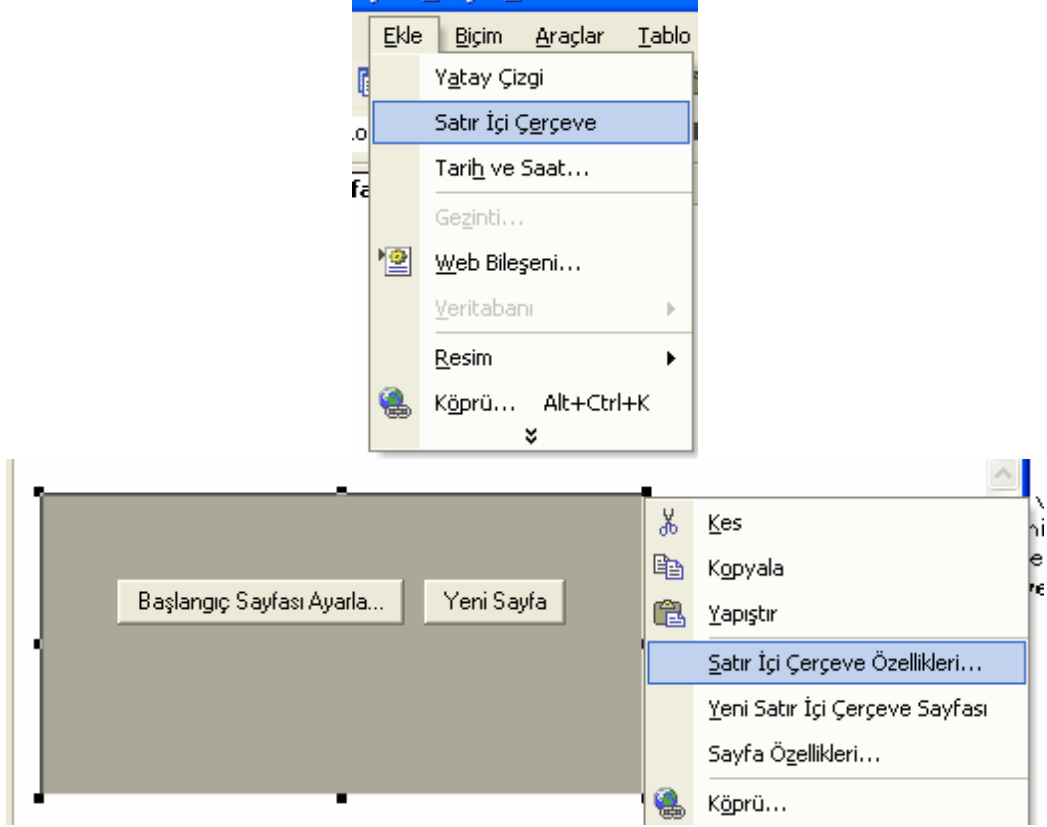 Ekle Biçim Araçlar Tablo
Yatay Çizgi
Satır İçi Çerçeve
Tarih ve Saat...
Gezinti...
Web Bileşeni...
Veritabanı
Resim
Köprü... Alt+Ctrl+K
Kes
Kopyala
Yapıştır
Başlangıç Sayfası Ayarla... Yeni Sayfa
Satır İçi Çerçeve Özellikleri...
Yeni Satır İçi Çerçeve Sayfası
Sayfa Özellikleri...
Köprü...